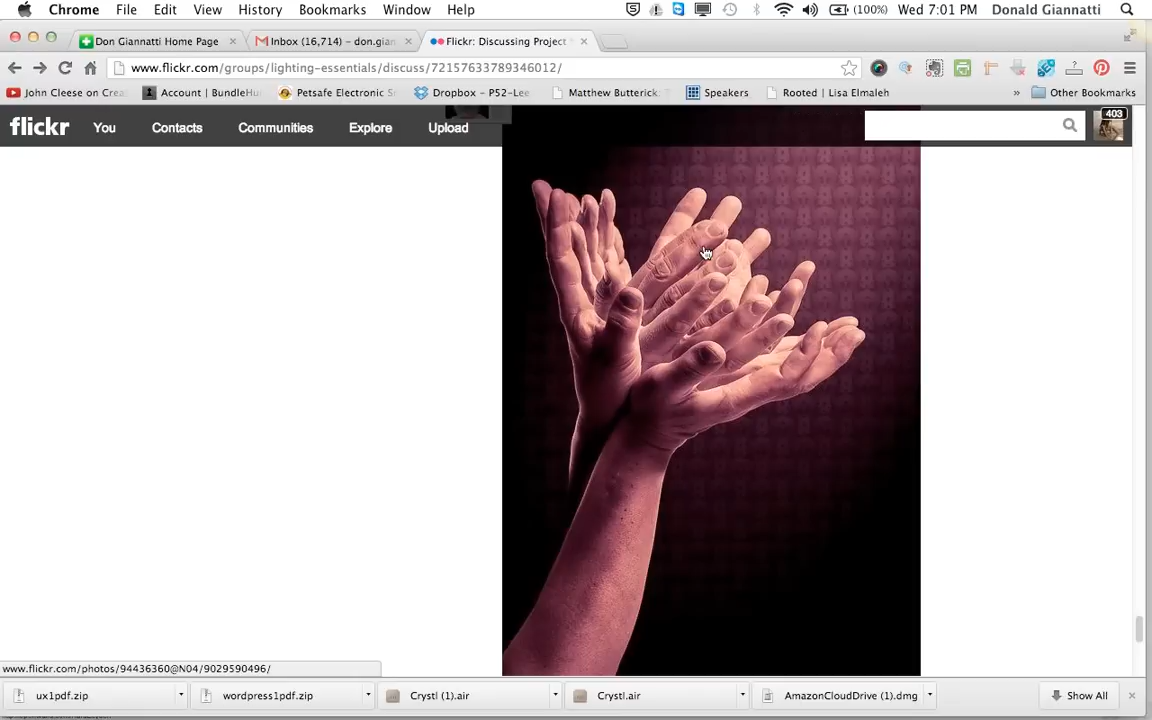 Chrome File Edit View History Bookmarks Window Help (100%) Wed 7:01 PM Donald Giannatti
Don Giannatti Home Page Inbox (16,714) – don.gian Flickr: Discussing Project
www.flickr.com/groups/lighting-essentials/discuss/72157633789346012/
John Cleese on Crea Account | BundleHun Petsafe Electronic S Dropbox – P52-Lee Matthew Butterick: Speakers Rooted | Lisa Elmaleh » Other Bookmarks
flickr You Contacts Communities Explore Upload 403
www.flickr.com/photos/94436360@N04/9029590496/
ux1pdf.zip wordpress1pdf.zip Crystl (1).air Crystl.air AmazonCloudDrive (1).dmg Show All